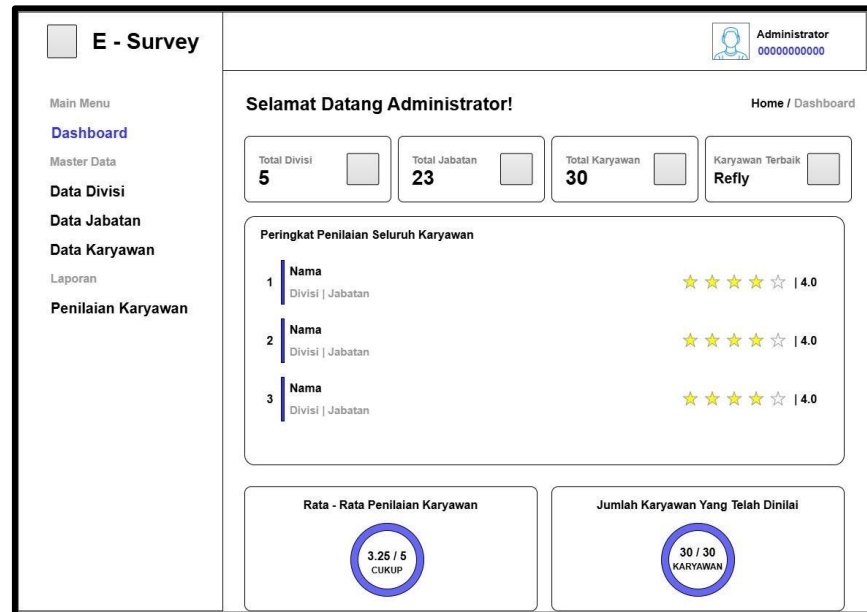 E - Survey
Administrator
00000000000
Main Menu
Dashboard
Master Data
Data Divisi
Data Jabatan
Data Karyawan
Laporan
Penilaian Karyawan
Selamat Datang Administrator!
Home / Dashboard
Total Divisi
5
Total Jabatan
23
Total Karyawan
30
Karyawan Terbaik
Refly
Peringkat Penilaian Seluruh Karyawan
1
Nama
Divisi | Jabatan
| 4.0
2
Nama
Divisi | Jabatan
| 4.0
3
Nama
Divisi | Jabatan
| 4.0
Rata - Rata Penilaian Karyawan
3.25 / 5
CUKUP
Jumlah Karyawan Yang Telah Dinilai
30 / 30
KARYAWAN